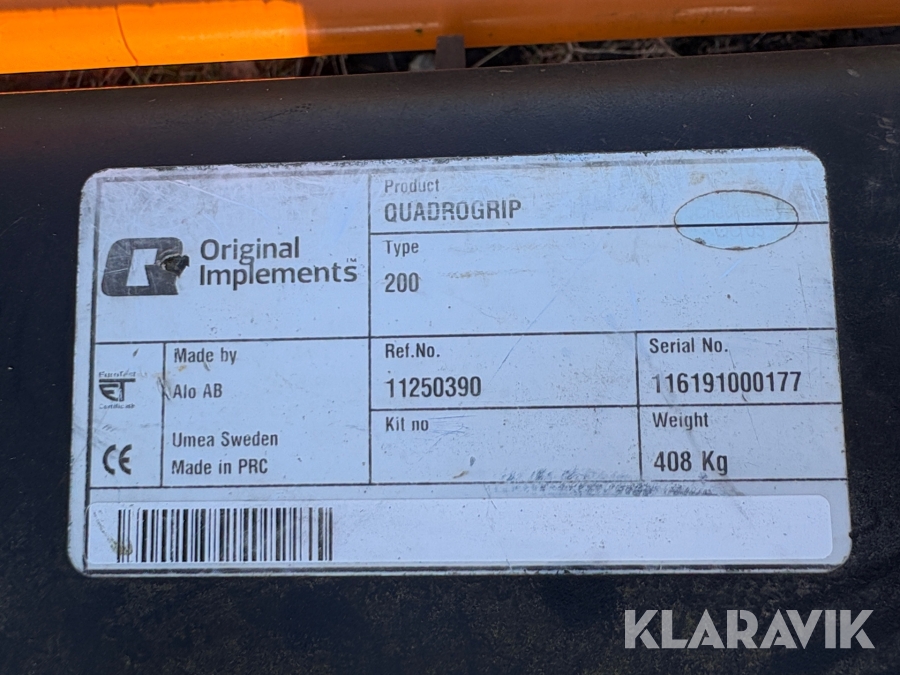 Original
Implements™
Product
QUADROGRIP
Type
200
Made by
Alo AB
Umea Sweden
Made in PRC
Ref.No.
11250390
Serial No.
116191000177
Kit no
Weight
408 Kg
CE
KLARAVIK